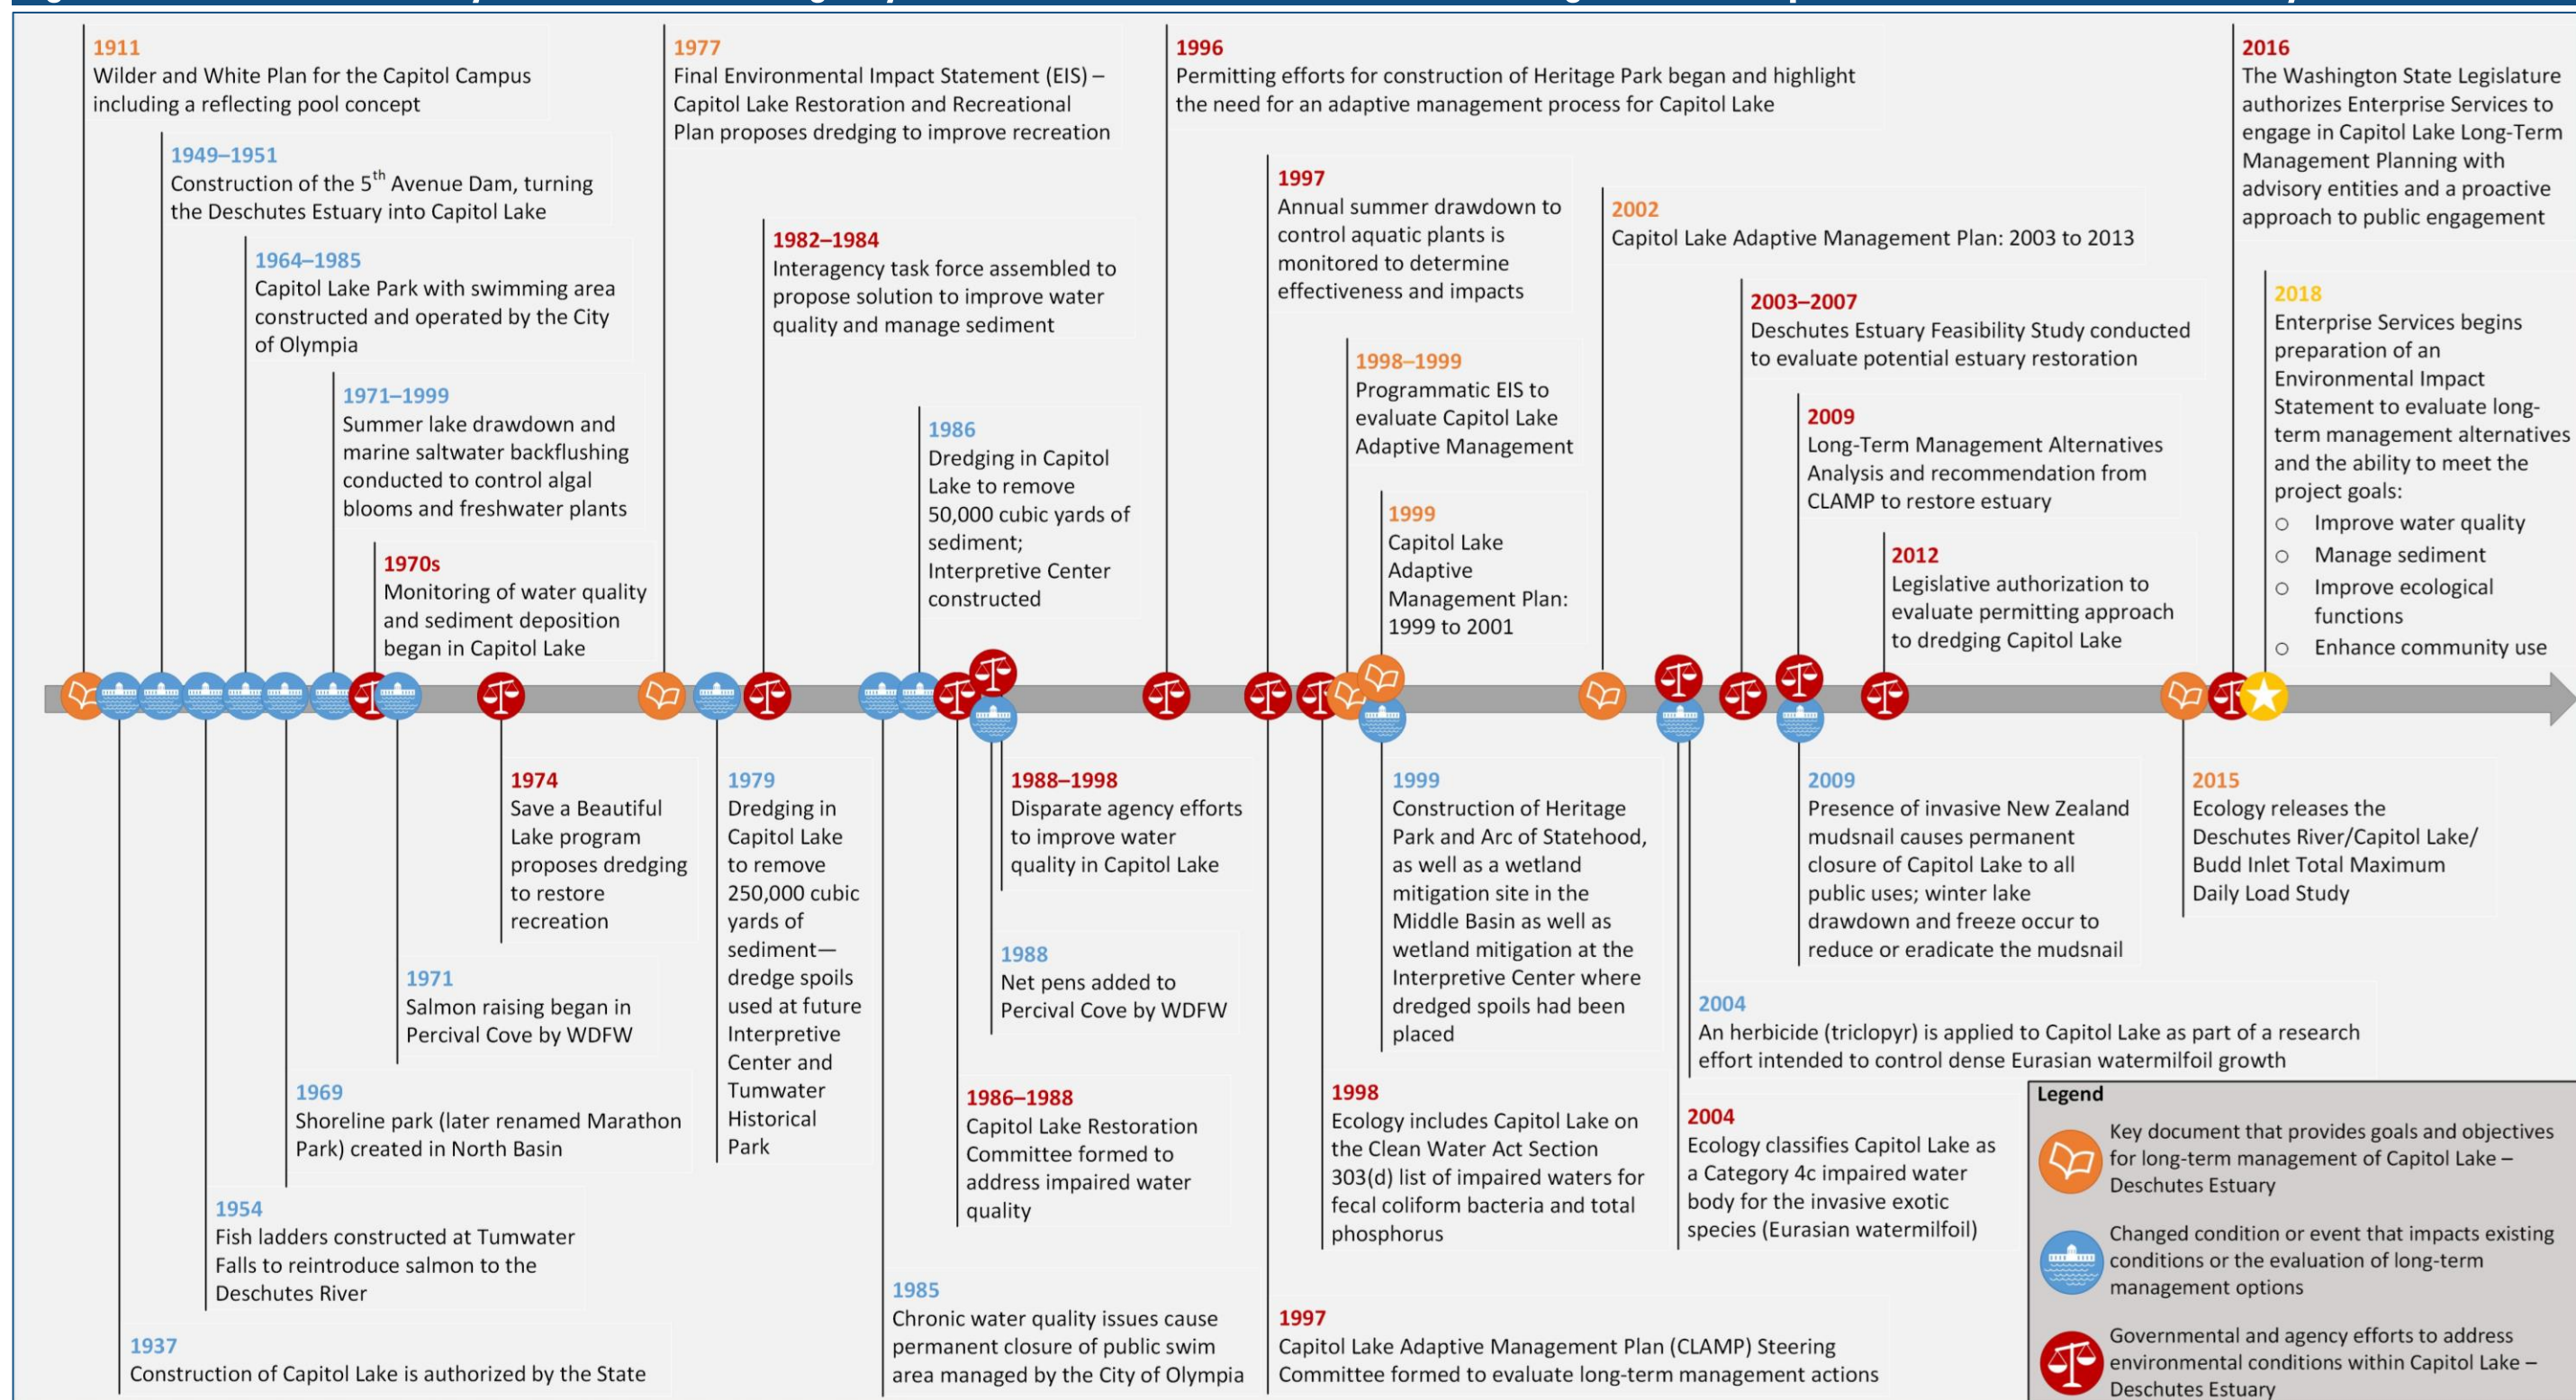 1911
Wilder and White Plan for the Capitol Campus
including a reflecting pool concept
1949–1951
Construction of the 5th Avenue Dam, turning
the Deschutes Estuary into Capitol Lake
1964–1985
Capitol Lake Park with swimming area
constructed and operated by the City
of Olympia
1971–1999
Summer lake drawdown and
marine saltwater backflushing
conducted to control algal
blooms and freshwater plants
1970s
Monitoring of water quality
and sediment deposition
began in Capitol Lake
1977
Final Environmental Impact Statement (EIS) –
Capitol Lake Restoration and Recreational
Plan proposes dredging to improve recreation
1982–1984
Interagency task force assembled to
propose solution to improve water
quality and manage sediment
1986
Dredging in Capitol
Lake to remove
50,000 cubic yards of
sediment;
Interpretive Center
constructed
1996
Permitting efforts for construction of Heritage Park began and highlight
the need for an adaptive management process for Capitol Lake
1997
Annual summer drawdown to
control aquatic plants is
monitored to determine
effectiveness and impacts
1998–1999
Programmatic EIS to
evaluate Capitol Lake
Adaptive Management
1999
Capitol Lake
Adaptive
Management Plan:
1999 to 2001
2002
Capitol Lake Adaptive Management Plan: 2003 to 2013
2003–2007
Deschutes Estuary Feasibility Study conducted
to evaluate potential estuary restoration
2009
Long-Term Management Alternatives
Analysis and recommendation from
CLAMP to restore estuary
2012
Legislative authorization to
evaluate permitting approach
to dredging Capitol Lake
2016
The Washington State Legislature
authorizes Enterprise Services to
engage in Capitol Lake Long-Term
Management Planning with
advisory entities and a proactive
approach to public engagement
2018
Enterprise Services begins
preparation of an
Environmental Impact
Statement to evaluate long-
term management alternatives
and the ability to meet the
project goals:
○ Improve water quality
○ Manage sediment
○ Improve ecological
functions
○ Enhance community use
1937
Construction of Capitol Lake is authorized by the State
1954
Fish ladders constructed at Tumwater
Falls to reintroduce salmon to the
Deschutes River
1969
Shoreline park (later renamed Marathon
Park) created in North Basin
1971
Salmon raising began in
Percival Cove by WDFW
1974
Save a Beautiful
Lake program
proposes dredging
to restore
recreation
1979
Dredging in
Capitol Lake
to remove
250,000 cubic
yards of
sediment—
dredge spoils
used at future
Interpretive
Center and
Tumwater
Historical
Park
1985
Chronic water quality issues cause
permanent closure of public swim
area managed by the City of Olympia
1986–1988
Capitol Lake Restoration
Committee formed to
address impaired water
quality
1988
Net pens added to
Percival Cove by WDFW
1988–1998
Disparate agency efforts
to improve water
quality in Capitol Lake
1997
Capitol Lake Adaptive Management Plan (CLAMP) Steering
Committee formed to evaluate long-term management actions
1998
Ecology includes Capitol Lake on
the Clean Water Act Section
303(d) list of impaired waters for
fecal coliform bacteria and total
phosphorus
1999
Construction of Heritage
Park and Arc of Statehood,
as well as a wetland
mitigation site in the
Middle Basin as well as
wetland mitigation at the
Interpretive Center where
dredged spoils had been
placed
2004
Ecology classifies Capitol Lake as
a Category 4c impaired water
body for the invasive exotic
species (Eurasian watermilfoil)
2004
An herbicide (triclopyr) is applied to Capitol Lake as part of a research
effort intended to control dense Eurasian watermilfoil growth
2009
Presence of invasive New Zealand
mudsnail causes permanent
closure of Capitol Lake to all
public uses; winter lake
drawdown and freeze occur to
reduce or eradicate the mudsnail
2015
Ecology releases the
Deschutes River/Capitol Lake/
Budd Inlet Total Maximum
Daily Load Study
Legend
Key document that provides goals and objectives
for long-term management of Capitol Lake –
Deschutes Estuary
Changed condition or event that impacts existing
conditions or the evaluation of long-term
management options
Governmental and agency efforts to address
environmental conditions within Capitol Lake –
Deschutes Estuary